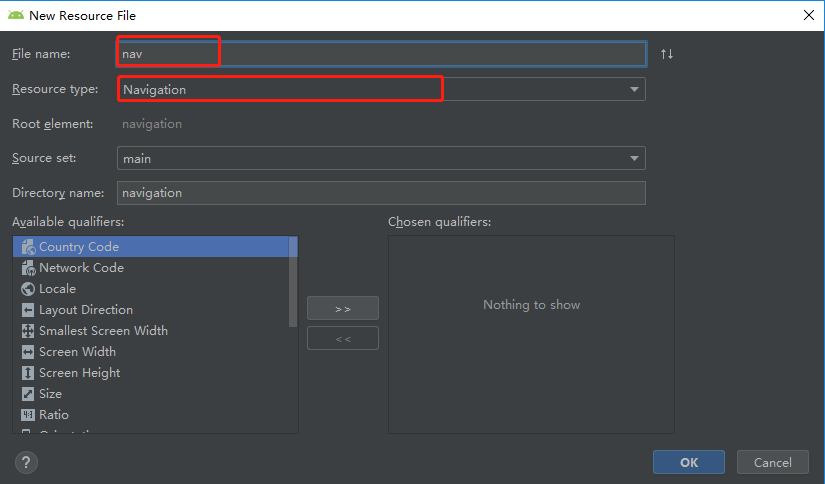 New Resource File
File name: nav
Resource type: Navigation
Root element: navigation
Source set: main
Directory name: navigation
Available qualifiers: Chosen qualifiers:
Country Code
Network Code
Locale
Layout Direction
Smallest Screen Width
Screen Width
Screen Height
Size
Ratio
>>
<<
Nothing to show
? OK Cancel